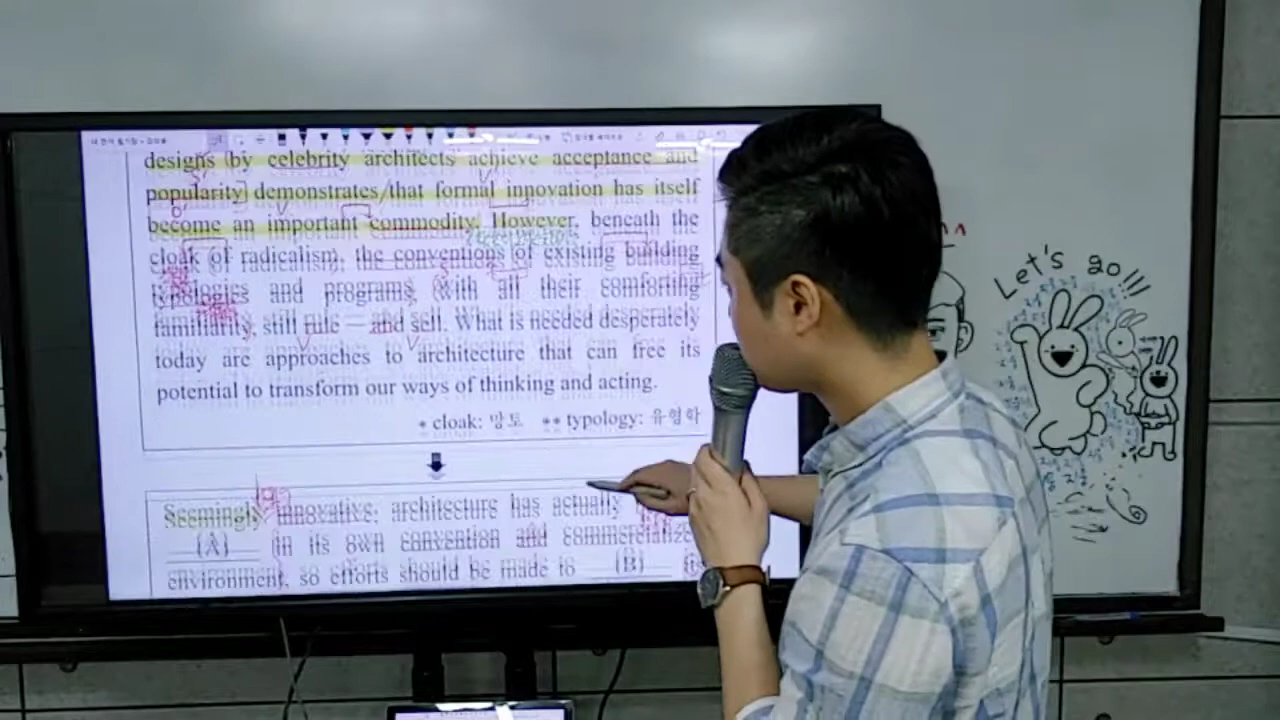 designs by celebrity architects achieve acceptance and
popularity demonstrates that formal innovation has itself
become an important commodity. However, beneath the
cloak of radicalism, the conventions of existing building
typologies and programs, with all their comforting
familiarity, still rule — and sell. What is needed desperately
today are approaches to architecture that can free its
potential to transform our ways of thinking and acting.
* cloak: 망토 ** typology: 유형학
Seemingly innovative, architecture has actually
(A) in its own convention and commercialize
environment, so efforts should be made to (B)
Let's go!!!